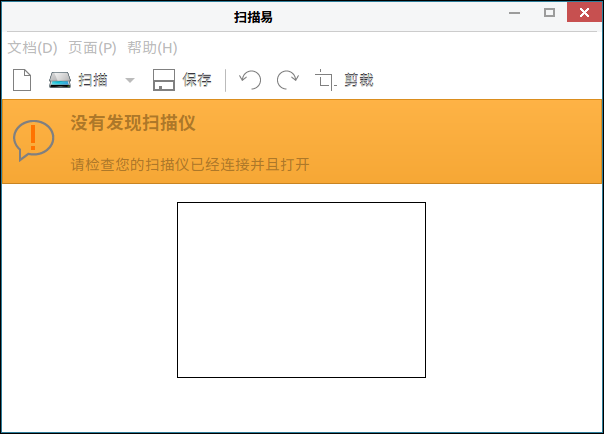 扫描易
文档(D) 页面(P) 帮助(H)
扫描 保存 剪裁
没有发现扫描仪
请检查您的扫描仪已经连接并且打开